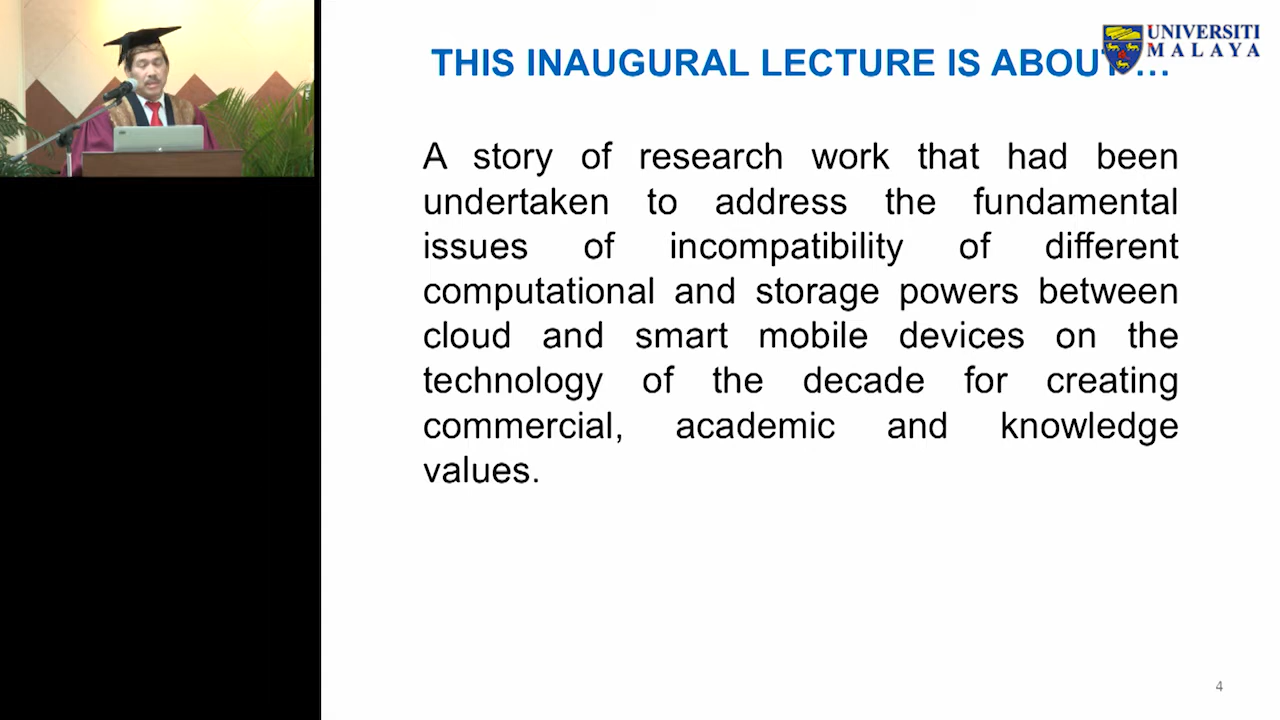 THIS INAUGURAL LECTURE IS ABOUT …
UNIVERSITI
MALAYA
A story of research work that had been
undertaken to address the fundamental
issues of incompatibility of different
computational and storage powers between
cloud and smart mobile devices on the
technology of the decade for creating
commercial, academic and knowledge
values.
4